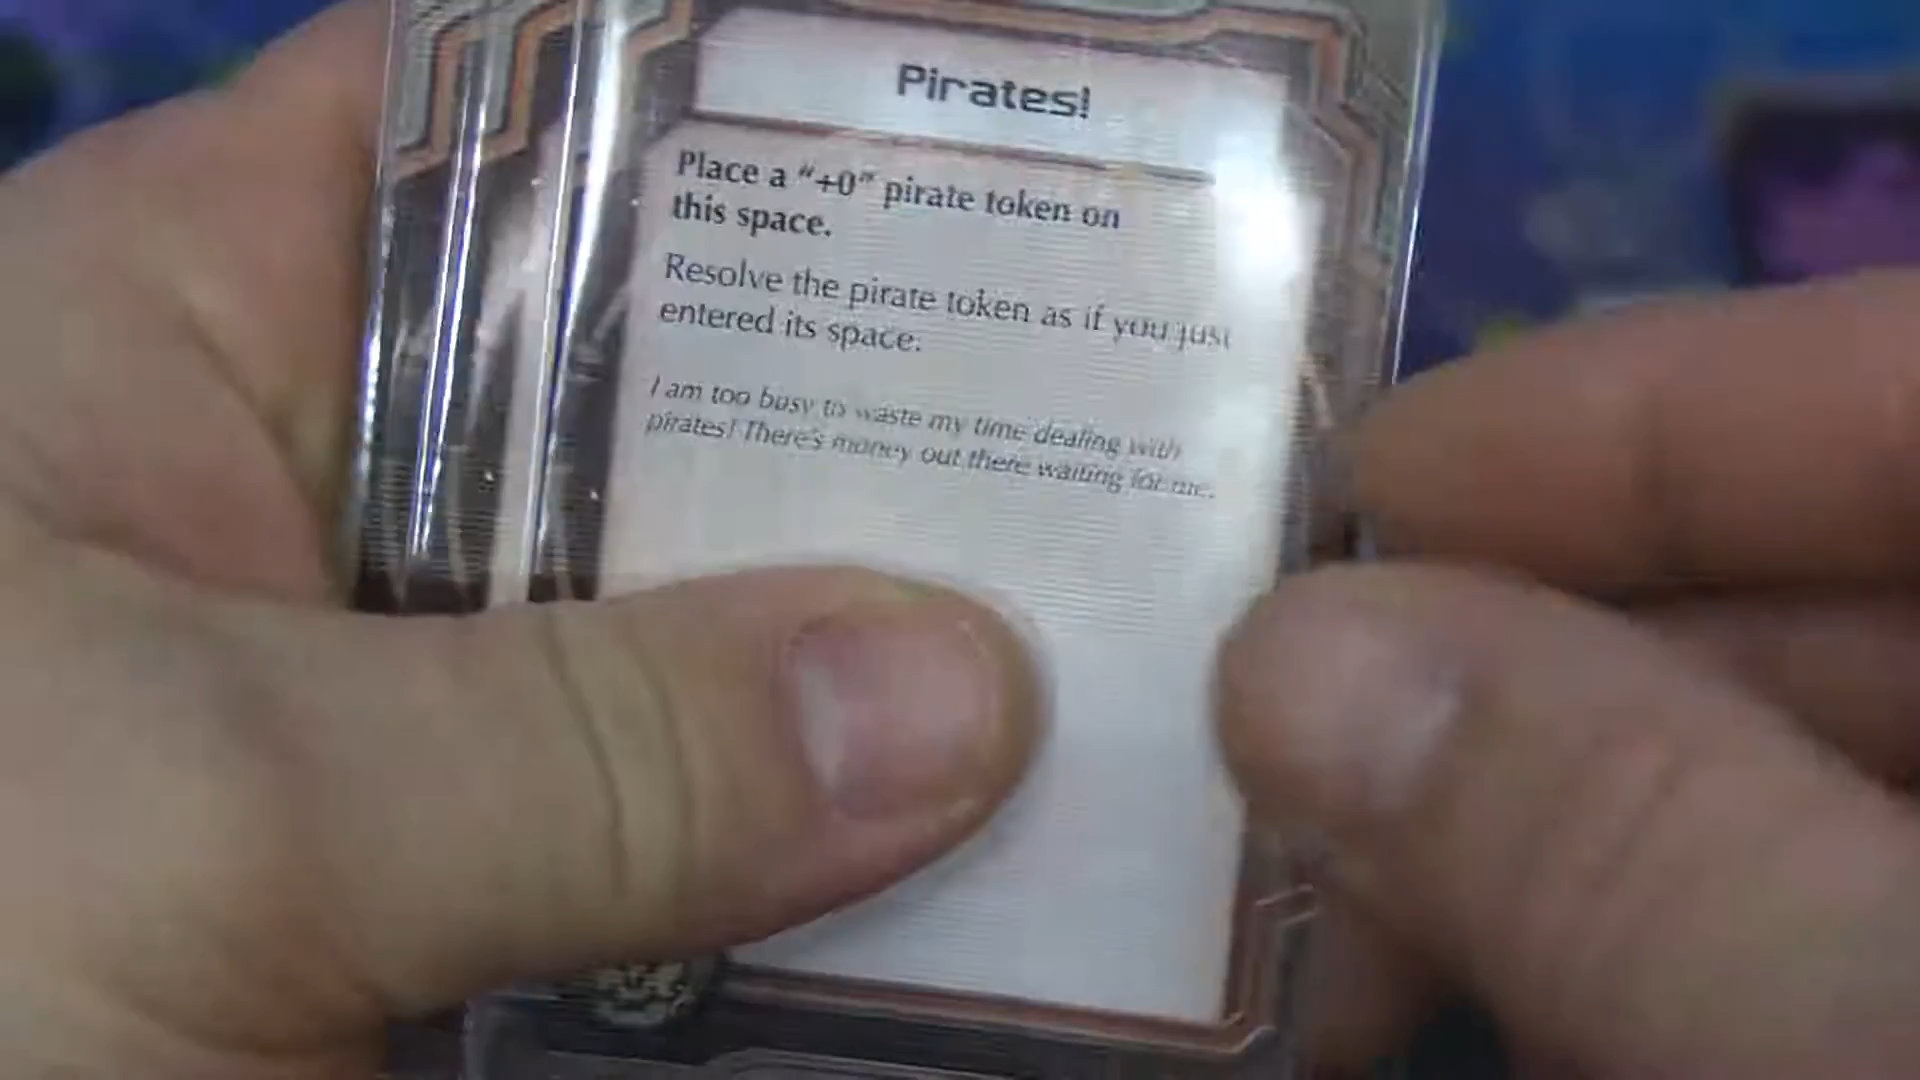 Pirates!
Place a “+0” pirate token on
this space.
Resolve the pirate token as if you just
entered its space.
I am too busy to waste my time dealing with
pirates! There's money out there waiting for me.